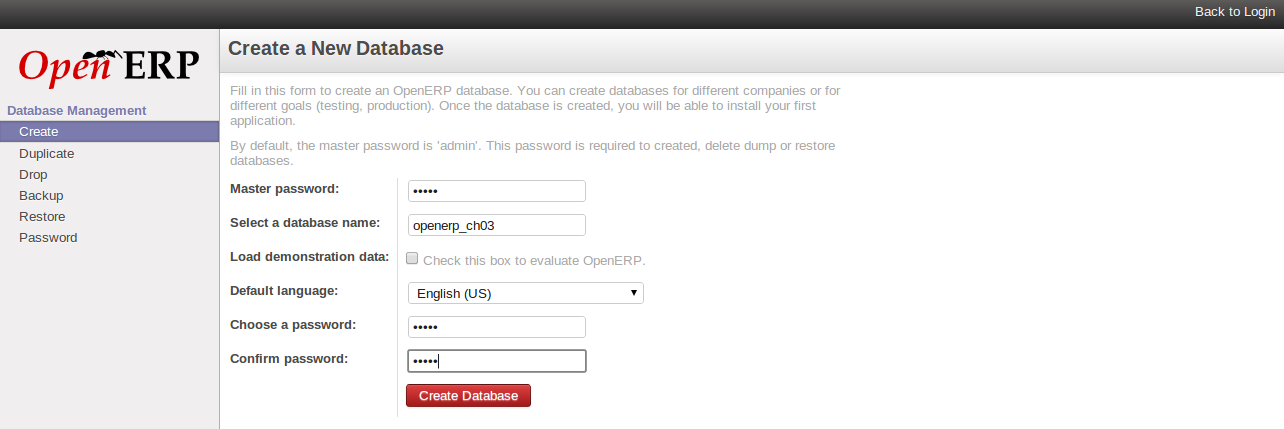 Back to Login
OpenERP
Database Management
Create
Duplicate
Drop
Backup
Restore
Password
Create a New Database
Fill in this form to create an OpenERP database. You can create databases for different companies or for
different goals (testing, production). Once the database is created, you will be able to install your first
application.
By default, the master password is 'admin'. This password is required to created, delete dump or restore
databases.
Master password: •••••
Select a database name: openerp_ch03
Load demonstration data: Check this box to evaluate OpenERP.
Default language: English (US)
Choose a password: •••••
Confirm password: •••••
Create Database